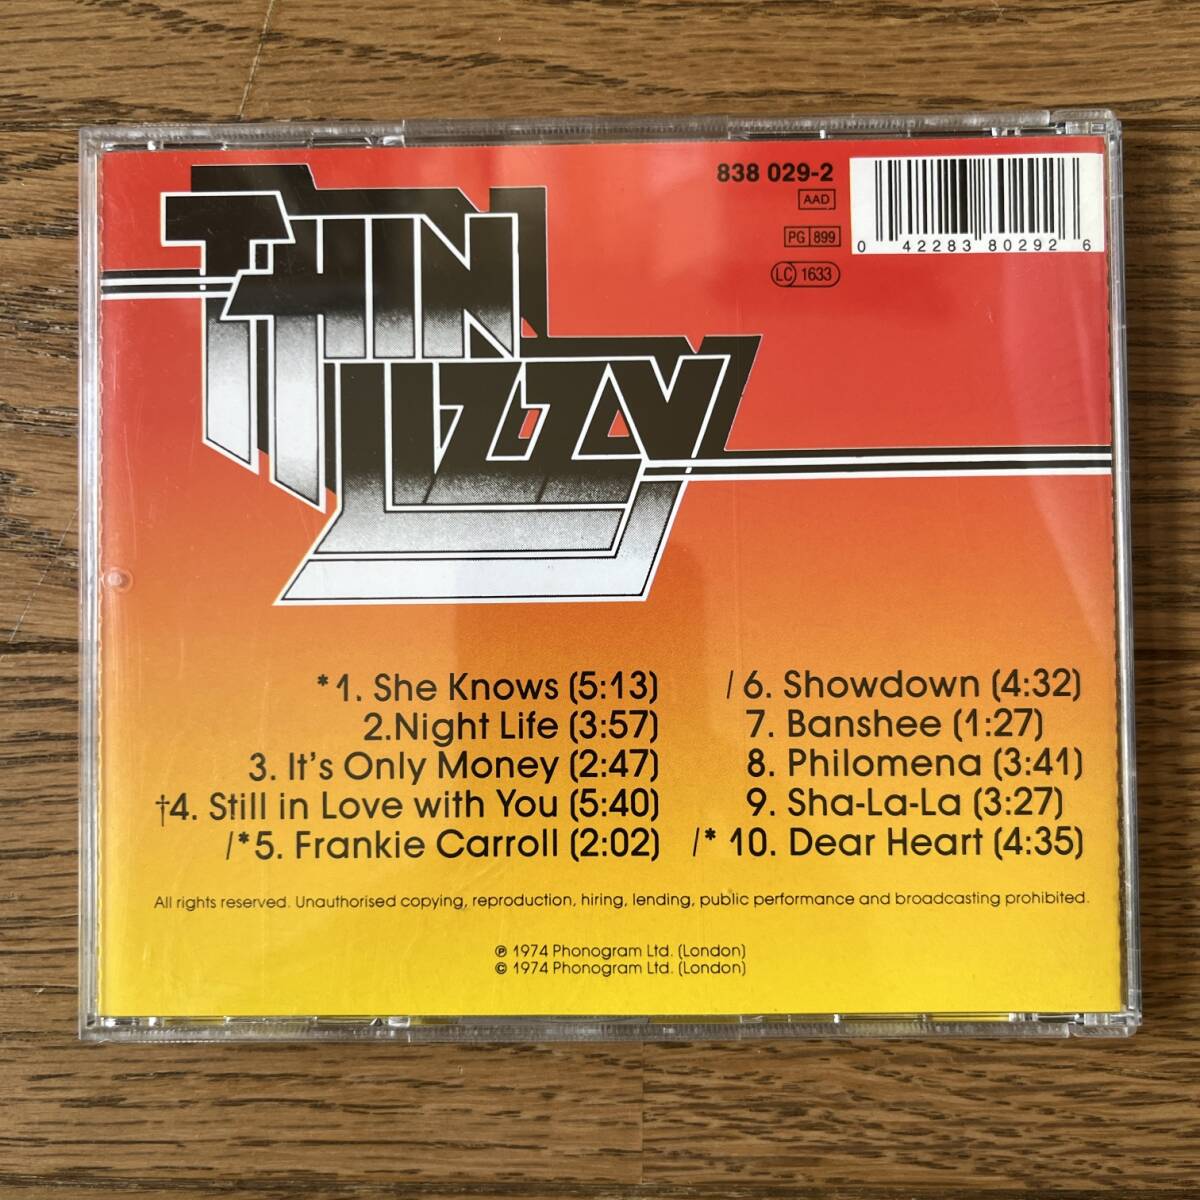 THIN
LIZZY
838 029-2
AAD
PG 899
LC 1633
0 42283 80292 6
*1. She Knows (5:13)
2.Night Life (3:57)
3. It's Only Money (2:47)
†4. Still in Love with You (5:40)
/*5. Frankie Carroll (2:02)
/6. Showdown (4:32)
7. Banshee (1:27)
8. Philomena (3:41)
9. Sha-La-La (3:27)
/* 10. Dear Heart (4:35)
All rights reserved. Unauthorised copying, reproduction, hiring, lending, public performance and broadcasting prohibited.
℗ 1974 Phonogram Ltd. (London)
© 1974 Phonogram Ltd. (London)